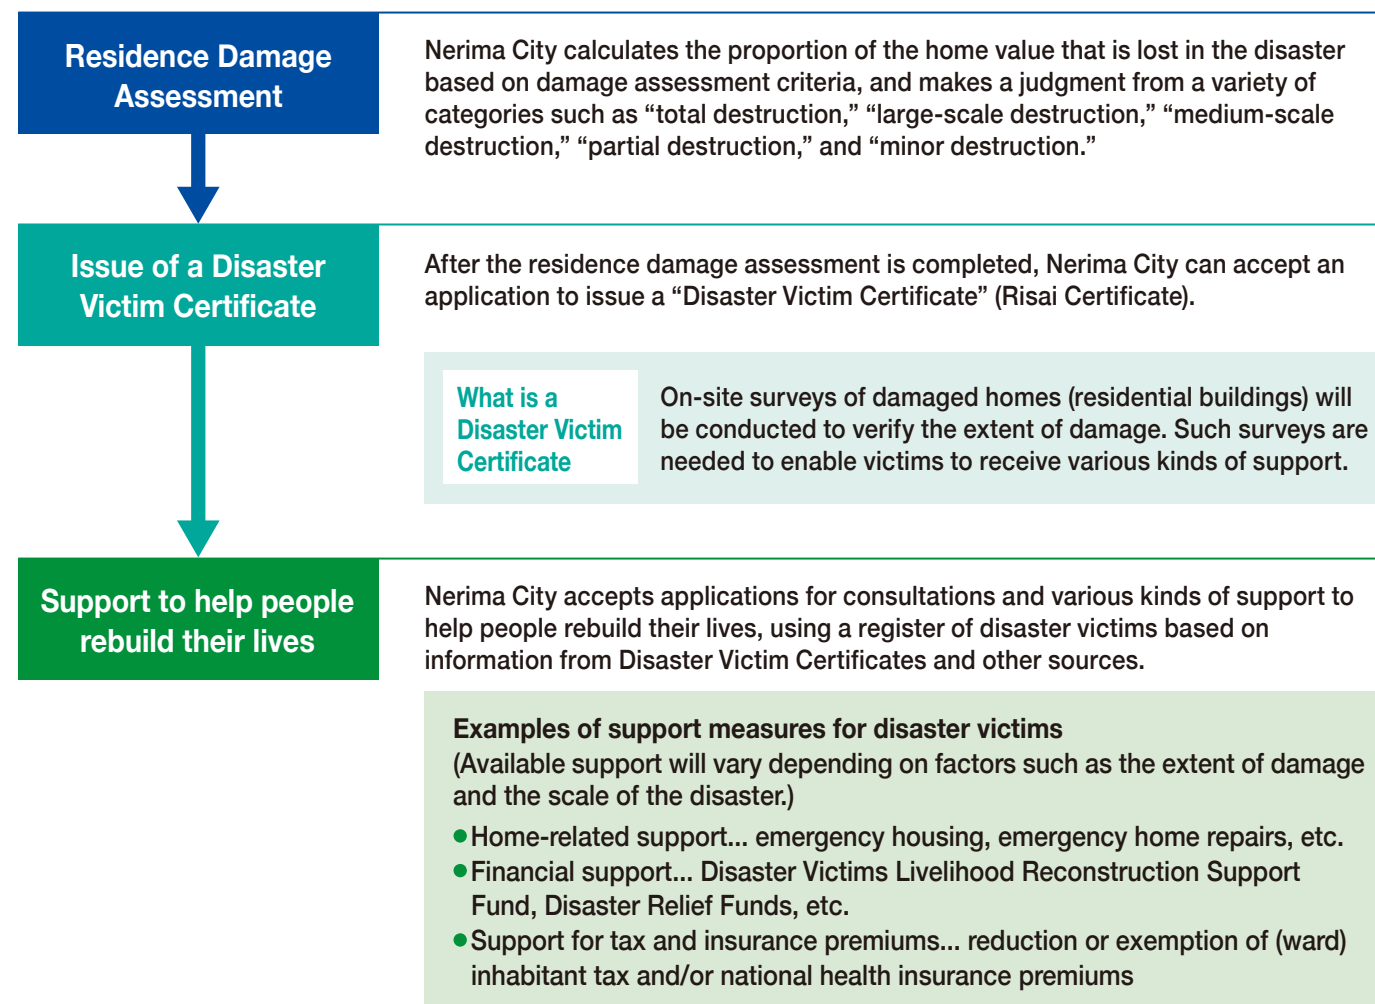 Residence Damage
Assessment
Nerima City calculates the proportion of the home value that is lost in the disaster
based on damage assessment criteria, and makes a judgment from a variety of
categories such as “total destruction,” “large-scale destruction,” “medium-scale
destruction,” “partial destruction,” and “minor destruction.”
Issue of a Disaster
Victim Certificate
After the residence damage assessment is completed, Nerima City can accept an
application to issue a “Disaster Victim Certificate” (Risai Certificate).
What is a
Disaster Victim
Certificate
On-site surveys of damaged homes (residential buildings) will
be conducted to verify the extent of damage. Such surveys are
needed to enable victims to receive various kinds of support.
Support to help people
rebuild their lives
Nerima City accepts applications for consultations and various kinds of support to
help people rebuild their lives, using a register of disaster victims based on
information from Disaster Victim Certificates and other sources.
Examples of support measures for disaster victims
(Available support will vary depending on factors such as the extent of damage
and the scale of the disaster.)
●Home-related support... emergency housing, emergency home repairs, etc.
●Financial support... Disaster Victims Livelihood Reconstruction Support
Fund, Disaster Relief Funds, etc.
●Support for tax and insurance premiums... reduction or exemption of (ward)
inhabitant tax and/or national health insurance premiums